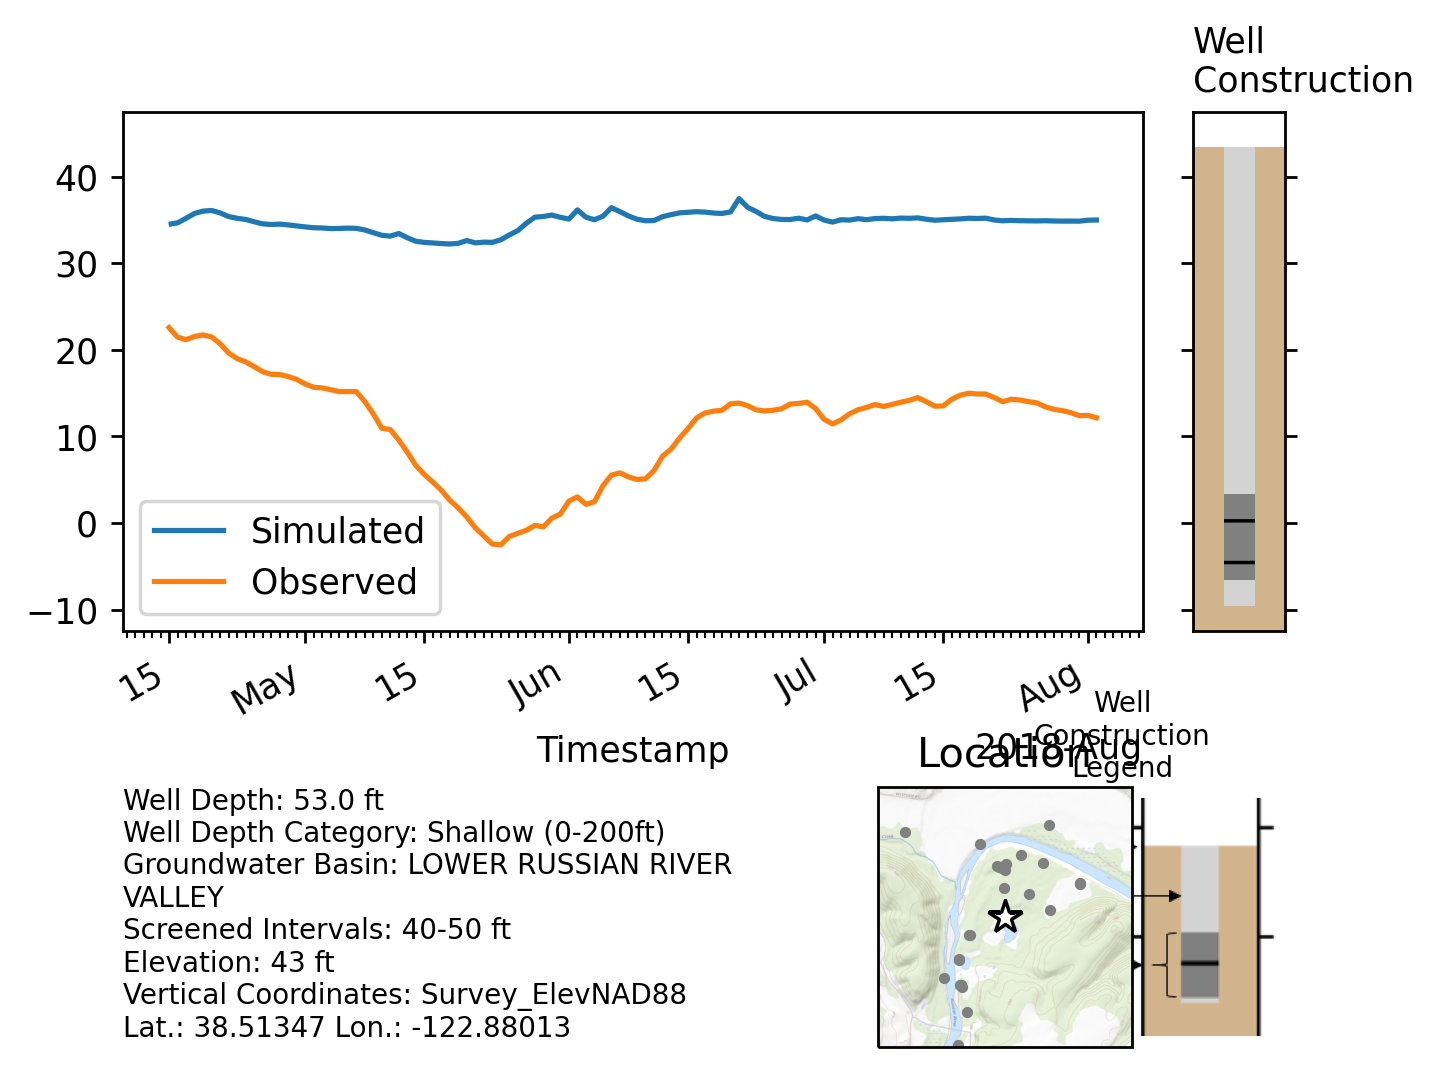 Well
Construction
40
30
20
10
0
−10
Simulated
Observed
15
May
15
Jun
15
Jul
15
Aug
Timestamp
2018-Aug
Well
Construction
Legend
Location
Well Depth: 53.0 ft
Well Depth Category: Shallow (0-200ft)
Groundwater Basin: LOWER RUSSIAN RIVER
VALLEY
Screened Intervals: 40-50 ft
Elevation: 43 ft
Vertical Coordinates: Survey_ElevNAD88
Lat.: 38.51347 Lon.: -122.88013